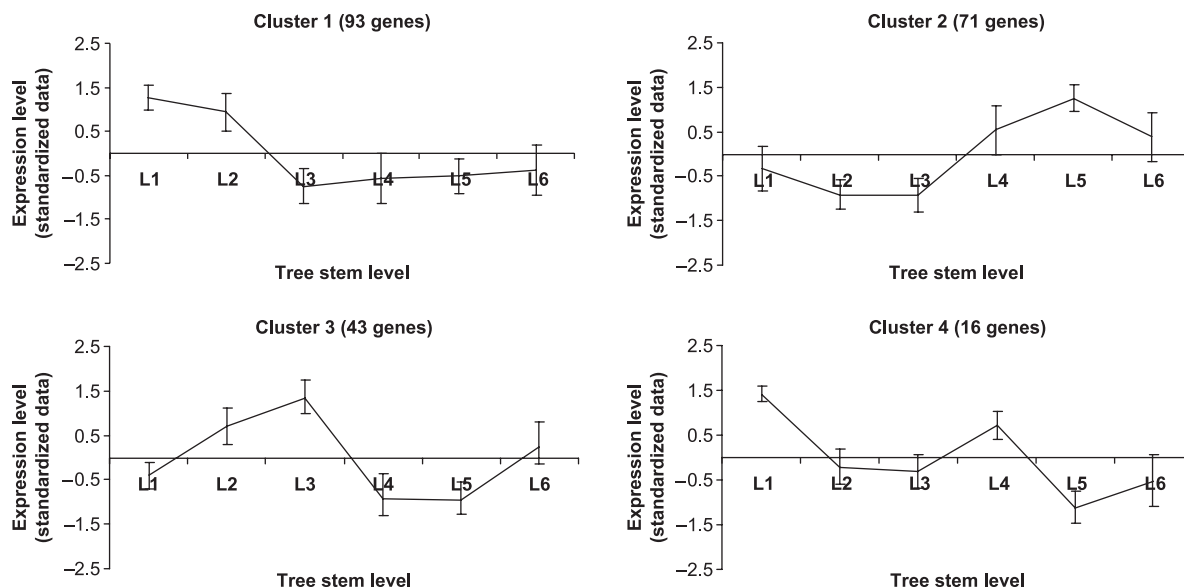 Cluster 1 (93 genes)
Expression level
(standardized data)
2.5
1.5
0.5
–0.5
–1.5
–2.5
L1 L2 L3 L4 L5 L6
Tree stem level
Cluster 2 (71 genes)
Expression level
(standardized data)
2.5
1.5
0.5
–0.5
–1.5
–2.5
L1 L2 L3 L4 L5 L6
Tree stem level
Cluster 3 (43 genes)
Expression level
(standardized data)
2.5
1.5
0.5
–0.5
–1.5
–2.5
L1 L2 L3 L4 L5 L6
Tree stem level
Cluster 4 (16 genes)
Expression level
(standardized data)
2.5
1.5
0.5
–0.5
–1.5
–2.5
L1 L2 L3 L4 L5 L6
Tree stem level